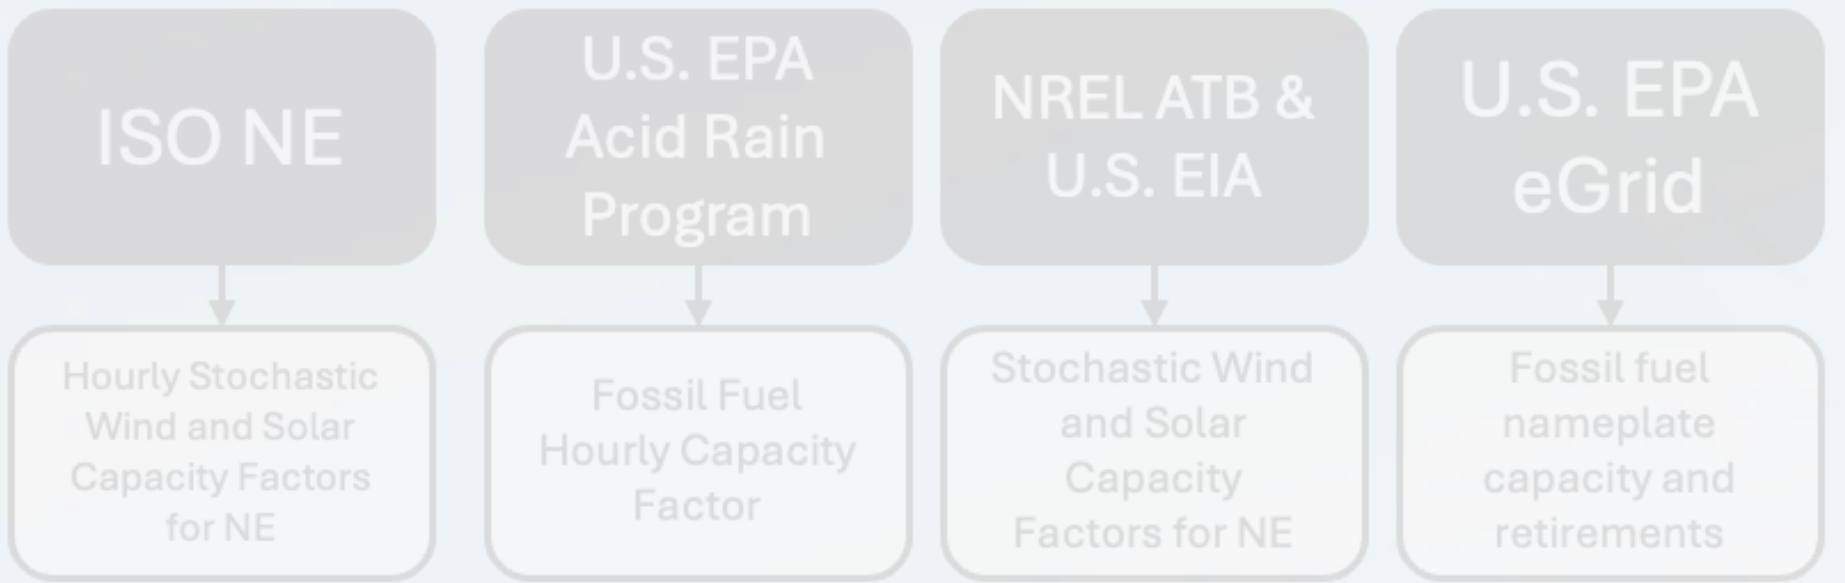 ISO NE
U.S. EPA
Acid Rain
Program
NREL ATB &
U.S. EIA
U.S. EPA
eGrid
Hourly Stochastic
Wind and Solar
Capacity Factors
for NE
Fossil Fuel
Hourly Capacity
Factor
Stochastic Wind
and Solar
Capacity
Factors for NE
Fossil fuel
nameplate
capacity and
retirements